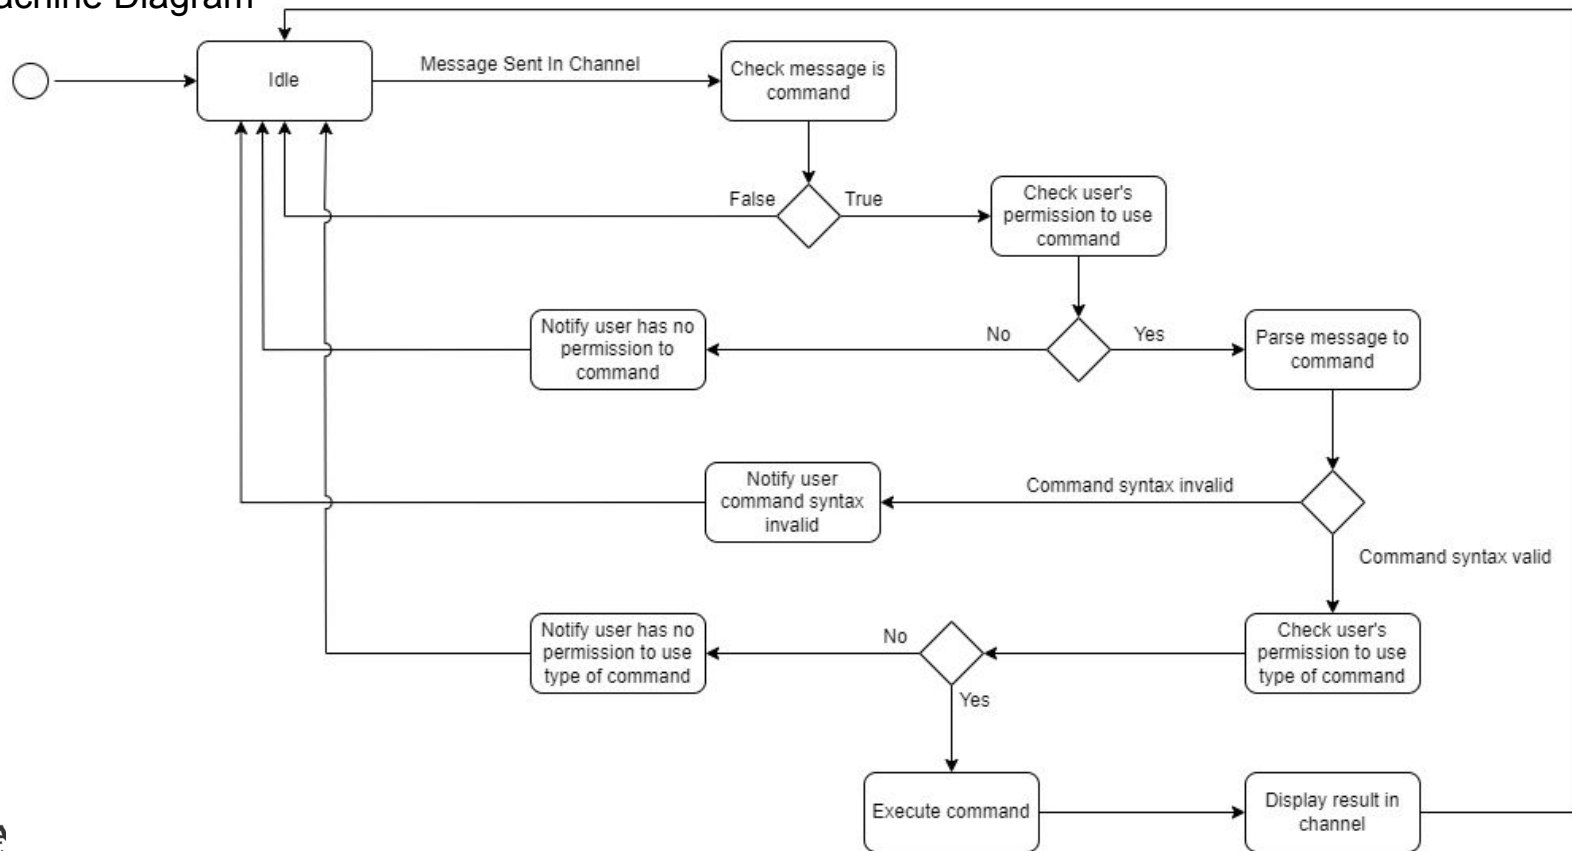 achine Diagram
Idle
Message Sent In Channel
Check message is
command
False
True
Check user's
permission to use
command
Notify user has no
permission to
command
No
Yes
Parse message to
command
Notify user
command syntax
invalid
Command syntax invalid
Command syntax valid
Notify user has no
permission to use
type of command
No
Yes
Check user's
permission to use
type of command
Execute command
Display result in
channel
e